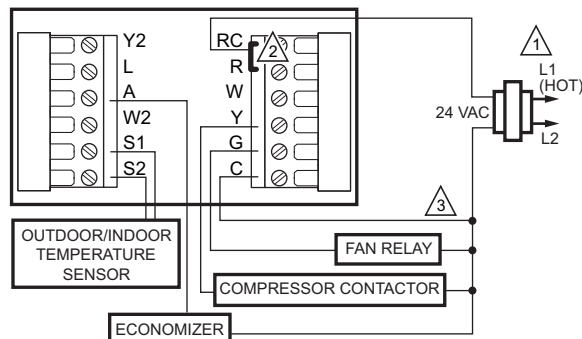 Y2
L
A
W2
S1
S2
RC
R
W
Y
G
C
2
1
L1
(HOT)
24 VAC
L2
3
OUTDOOR/INDOOR
TEMPERATURE
SENSOR
FAN RELAY
COMPRESSOR CONTACTOR
ECONOMIZER